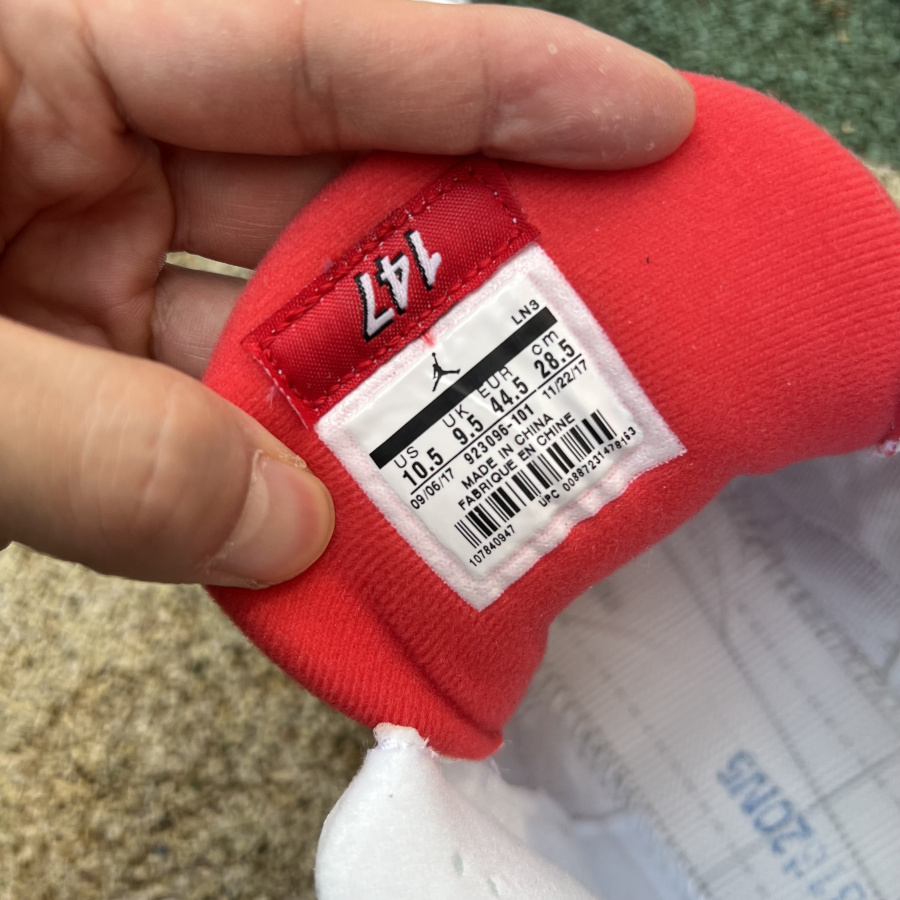 147
LN3
US UK EUR cm
10.5 9.5 44.5 28.5
09/06/17 923096-101 11/22/17
MADE IN CHINA
FABRIQUE EN CHINE
UPC 00887231478163
107840947